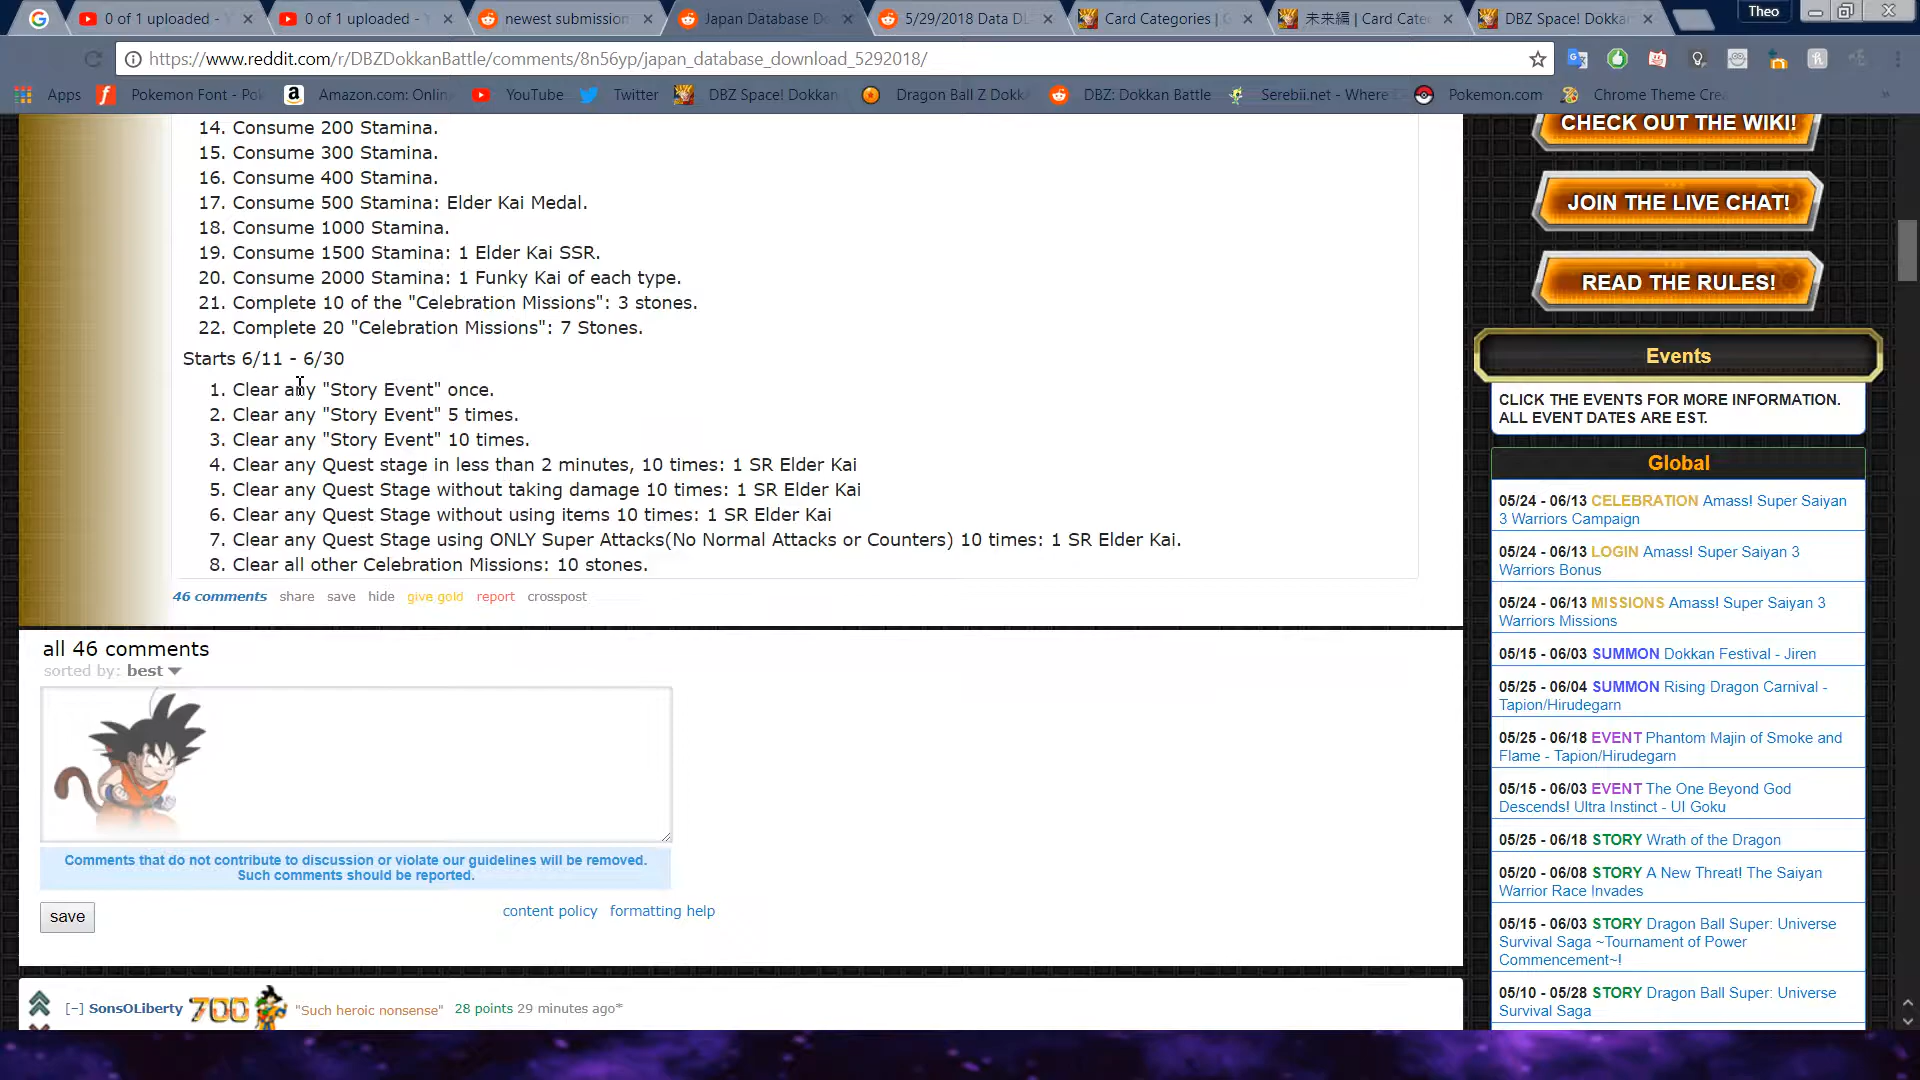 0 of 1 uploaded - Y
0 of 1 uploaded - Y
newest submission
Japan Database Do
5/29/2018 Data DL
Card Categories | G
未来編 | Card Cate
DBZ Space! Dokkan
Theo
https://www.reddit.com/r/DBZDokkanBattle/comments/8n56yp/japan_database_download_5292018/
Apps
Pokemon Font - Pok
Amazon.com: Onlin
YouTube
Twitter
DBZ Space! Dokkan
Dragon Ball Z Dokk
DBZ: Dokkan Battle
Serebii.net - Where
Pokemon.com
Chrome Theme Crea
14. Consume 200 Stamina.
15. Consume 300 Stamina.
16. Consume 400 Stamina.
17. Consume 500 Stamina: Elder Kai Medal.
18. Consume 1000 Stamina.
19. Consume 1500 Stamina: 1 Elder Kai SSR.
20. Consume 2000 Stamina: 1 Funky Kai of each type.
21. Complete 10 of the "Celebration Missions": 3 stones.
22. Complete 20 "Celebration Missions": 7 Stones.
Starts 6/11 - 6/30
1. Clear any "Story Event" once.
2. Clear any "Story Event" 5 times.
3. Clear any "Story Event" 10 times.
4. Clear any Quest stage in less than 2 minutes, 10 times: 1 SR Elder Kai
5. Clear any Quest Stage without taking damage 10 times: 1 SR Elder Kai
6. Clear any Quest Stage without using items 10 times: 1 SR Elder Kai
7. Clear any Quest Stage using ONLY Super Attacks(No Normal Attacks or Counters) 10 times: 1 SR Elder Kai.
8. Clear all other Celebration Missions: 10 stones.
46 comments share save hide give gold report crosspost
all 46 comments
sorted by: best
Comments that do not contribute to discussion or violate our guidelines will be removed.
Such comments should be reported.
save
content policy formatting help
[–] SonsOLiberty 700 "Such heroic nonsense" 28 points 29 minutes ago*
CHECK OUT THE WIKI!
JOIN THE LIVE CHAT!
READ THE RULES!
Events
CLICK THE EVENTS FOR MORE INFORMATION.
ALL EVENT DATES ARE EST.
Global
05/24 - 06/13 CELEBRATION Amass! Super Saiyan
3 Warriors Campaign
05/24 - 06/13 LOGIN Amass! Super Saiyan 3
Warriors Bonus
05/24 - 06/13 MISSIONS Amass! Super Saiyan 3
Warriors Missions
05/15 - 06/03 SUMMON Dokkan Festival - Jiren
05/25 - 06/04 SUMMON Rising Dragon Carnival -
Tapion/Hirudegarn
05/25 - 06/18 EVENT Phantom Majin of Smoke and
Flame - Tapion/Hirudegarn
05/15 - 06/03 EVENT The One Beyond God
Descends! Ultra Instinct - UI Goku
05/25 - 06/18 STORY Wrath of the Dragon
05/20 - 06/08 STORY A New Threat! The Saiyan
Warrior Race Invades
05/15 - 06/03 STORY Dragon Ball Super: Universe
Survival Saga ~Tournament of Power
Commencement~!
05/10 - 05/28 STORY Dragon Ball Super: Universe
Survival Saga